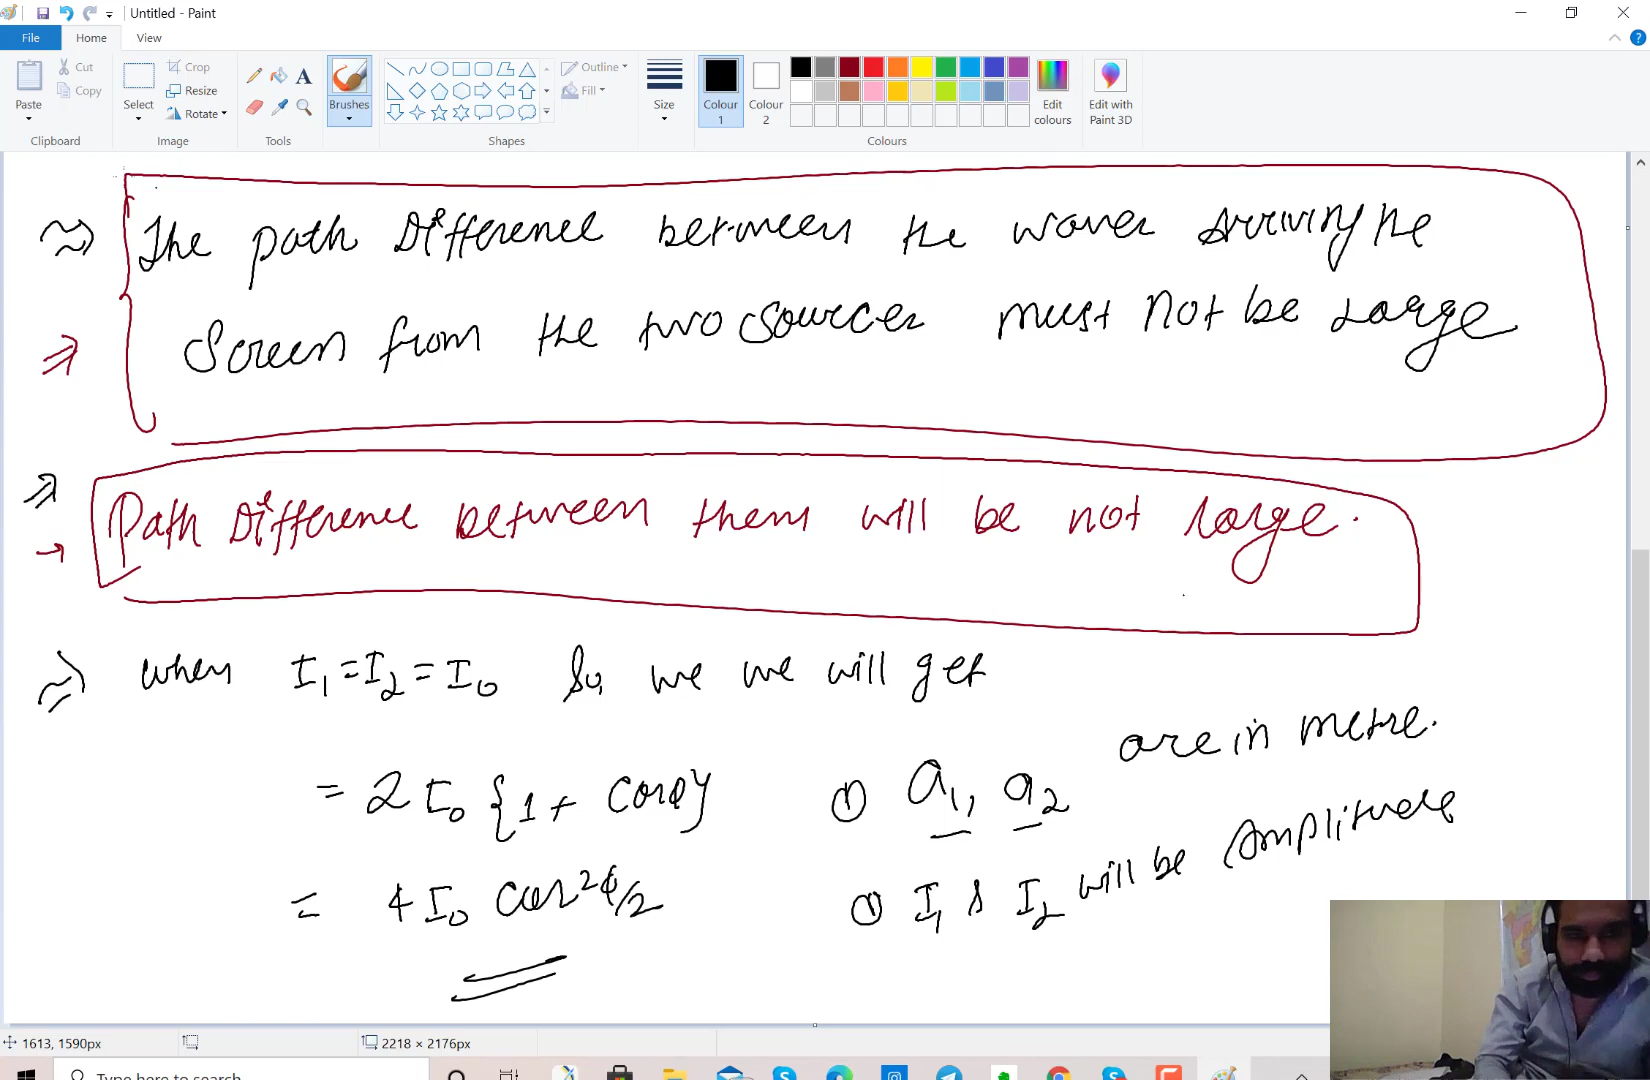 Untitled - Paint
File Home View
Paste Cut Copy Clipboard
Select Crop Resize Rotate Image
Tools
Brushes
Shapes Outline Fill
Size
Colour 1 Colour 2 Edit colours Edit with Paint 3D
Colours
The path Difference between the waves arriving the
Screen from the two sources must not be Large
Path Difference between them will be not large.
when I₁ = I₂ = I₀ So we we will get
= 2 I₀ {1 + cosφ}
① a₁, a₂ are in metre.
= 4 I₀ cos² φ/2
① I₁ & I₂ will be Amplitudes
1613, 1590px 2218 × 2176px
Type here to search